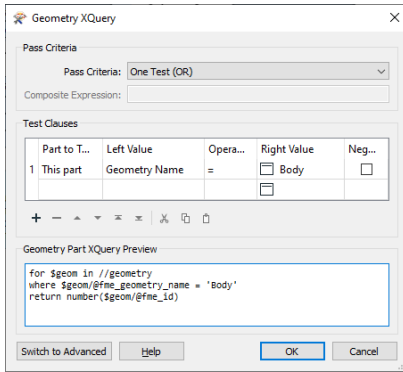 Geometry XQuery
Pass Criteria
Pass Criteria: One Test (OR)
Composite Expression:
Test Clauses
Part to T... Left Value Opera... Right Value Neg...
1 This part Geometry Name = Body
Geometry Part XQuery Preview
for $geom in //geometry
where $geom/@fme_geometry_name = 'Body'
return number($geom/@fme_id)
Switch to Advanced Help OK Cancel